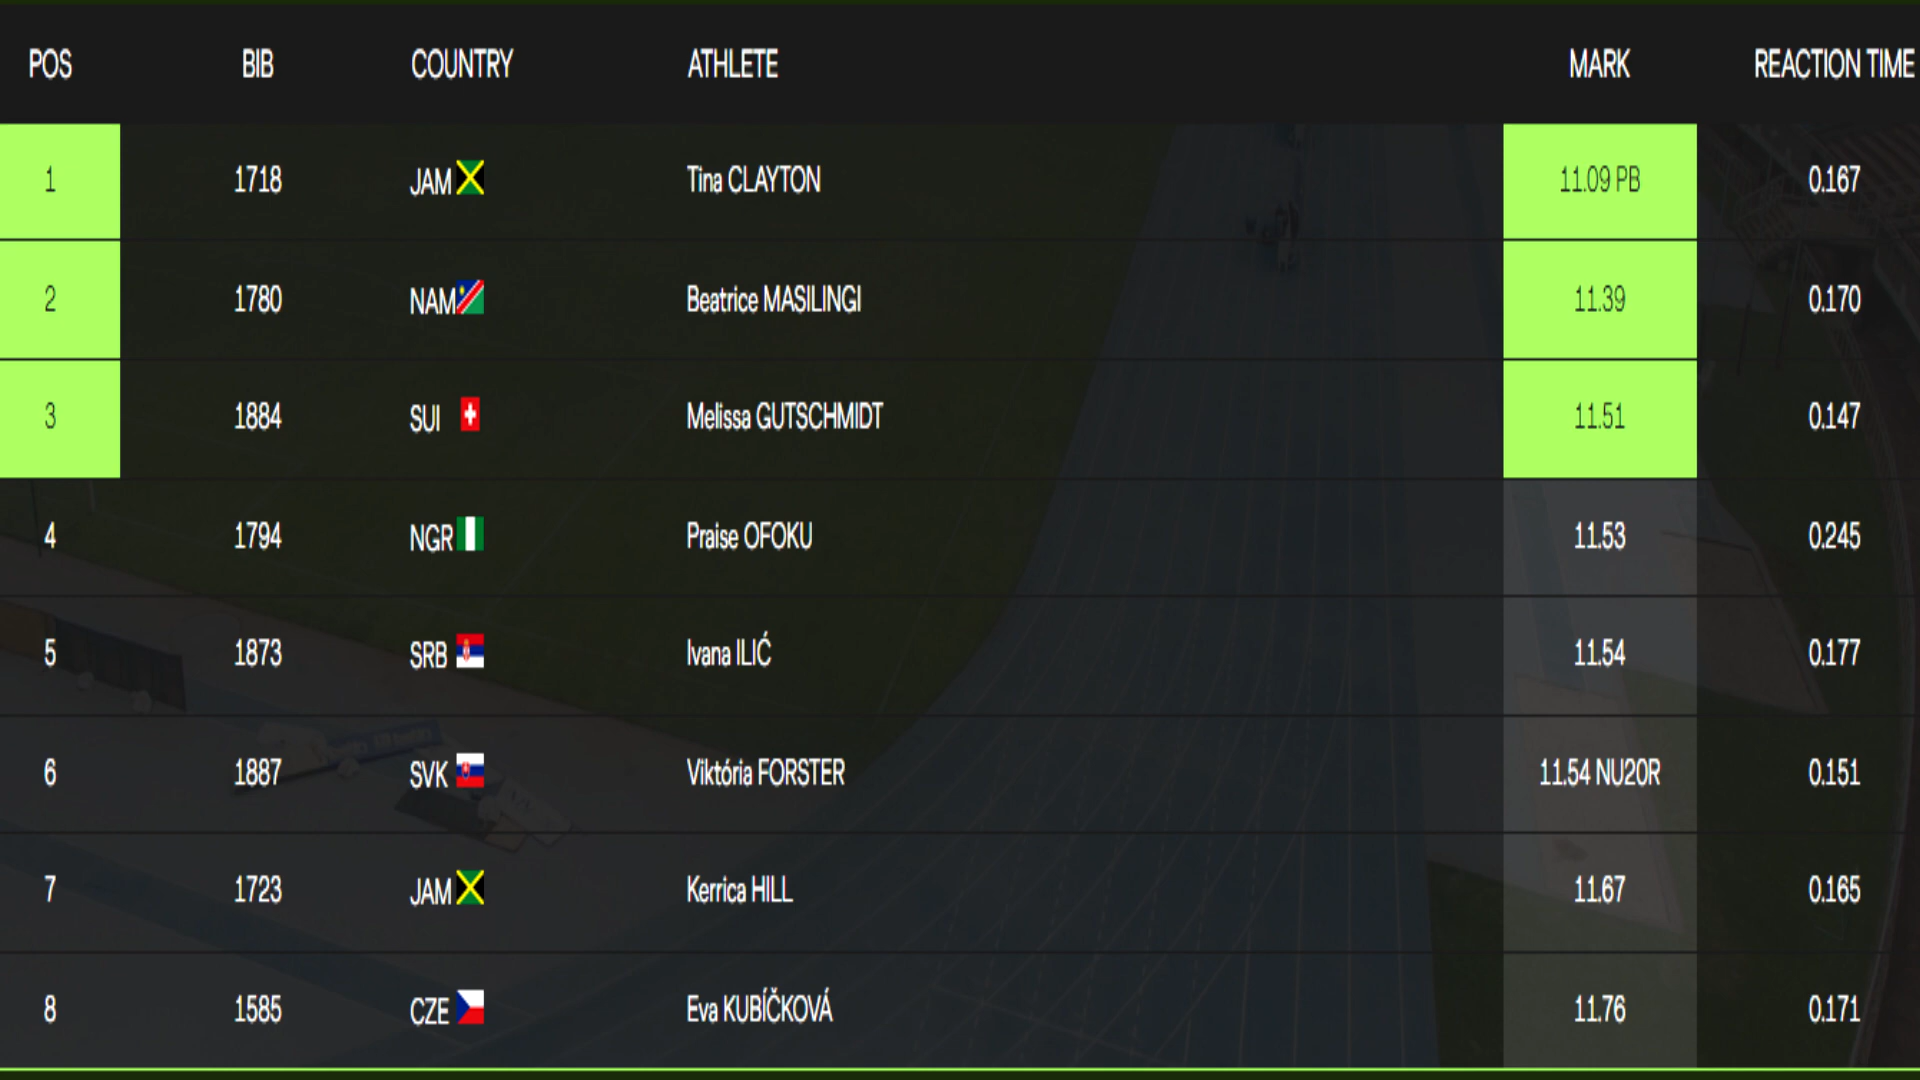 POS BIB COUNTRY ATHLETE MARK REACTION TIME
1 1718 JAM Tina CLAYTON 11.09 PB 0.167
2 1780 NAM Beatrice MASILINGI 11.39 0.170
3 1884 SUI Melissa GUTSCHMIDT 11.51 0.147
4 1794 NGR Praise OFOKU 11.53 0.245
5 1873 SRB Ivana ILIĆ 11.54 0.177
6 1887 SVK Viktória FORSTER 11.54 NU20R 0.151
7 1723 JAM Kerrica HILL 11.67 0.165
8 1585 CZE Eva KUBÍČKOVÁ 11.76 0.171